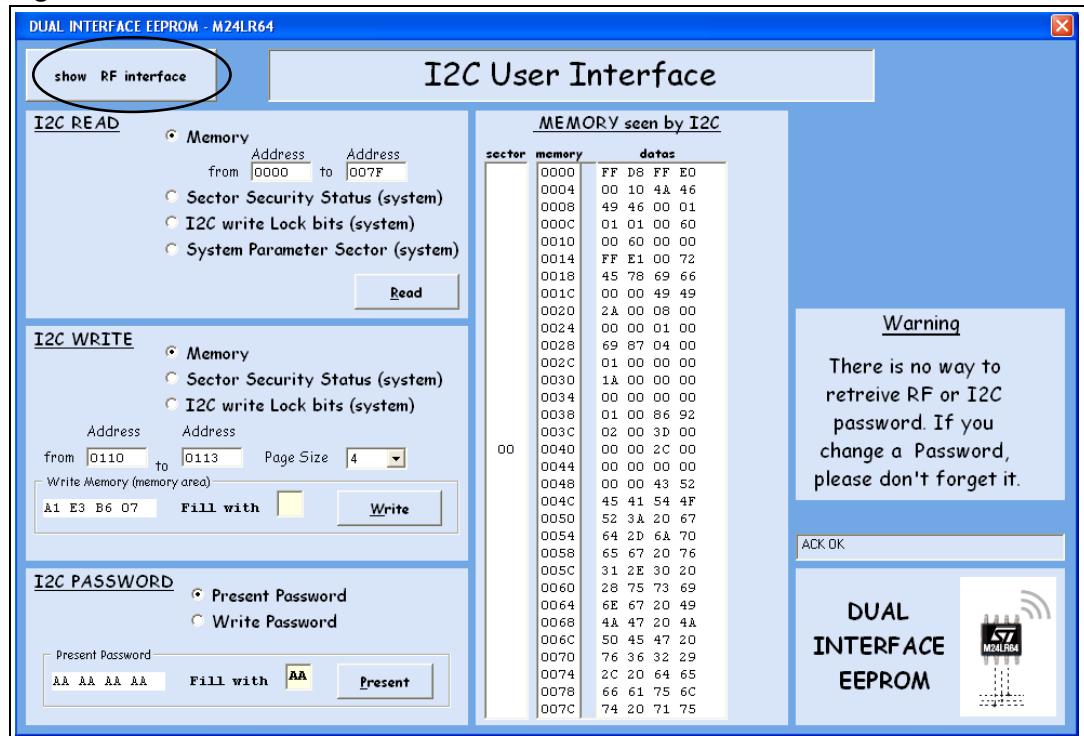 DUAL INTERFACE EEPROM - M24LR64
show RF interface
I2C User Interface
I2C READ
Memory
Address Address
from 0000 to 007F
Sector Security Status (system)
I2C write Lock bits (system)
System Parameter Sector (system)
Read
I2C WRITE
Memory
Sector Security Status (system)
I2C write Lock bits (system)
Address Address
from 0110 to 0113 Page Size 4
Write Memory (memory area)
A1 E3 B6 07 Fill with Write
I2C PASSWORD
Present Password
Write Password
Present Password
AA AA AA AA Fill with AA Present
MEMORY seen by I2C
sector memory datas
0000 FF D8 FF E0
0004 00 10 4A 46
0008 49 46 00 01
000C 01 01 00 60
0010 00 60 00 00
0014 FF E1 00 72
0018 45 78 69 66
001C 00 00 49 49
0020 2A 00 08 00
0024 00 00 01 00
0028 69 87 04 00
002C 01 00 00 00
0030 1A 00 00 00
0034 00 00 00 00
0038 01 00 86 92
003C 02 00 3D 00
00 0040 00 00 2C 00
0044 00 00 00 00
0048 00 00 43 52
004C 45 41 54 4F
0050 52 3A 20 67
0054 64 2D 6A 70
0058 65 67 20 76
005C 31 2E 30 20
0060 28 75 73 69
0064 6E 67 20 49
0068 4A 47 20 4A
006C 50 45 47 20
0070 76 36 32 29
0074 2C 20 64 65
0078 66 61 75 6C
007C 74 20 71 75
Warning
There is no way to
retreive RF or I2C
password. If you
change a Password,
please don't forget it.
ACK OK
DUAL
INTERFACE
EEPROM
ST
M24LR64